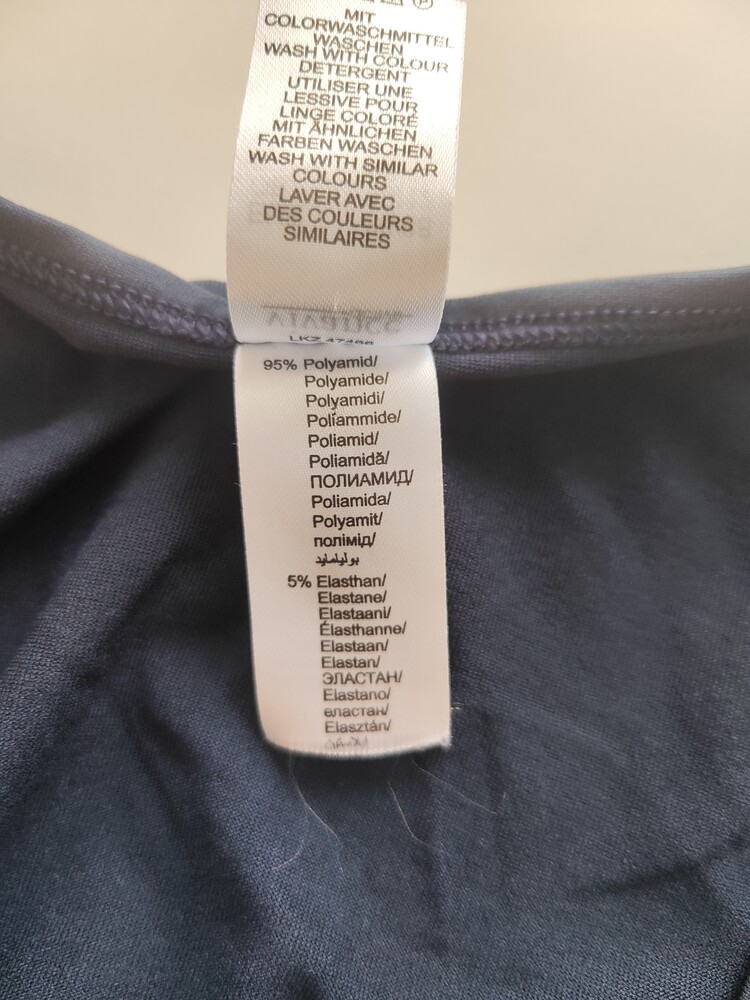 MIT
COLORWASCHMITTEL
WASCHEN
WASH WITH COLOUR
DETERGENT
UTILISER UNE
LESSIVE POUR
LINGE COLORÉ
MIT ÄHNLICHEN
FARBEN WASCHEN
WASH WITH SIMILAR
COLOURS
LAVER AVEC
DES COULEURS
SIMILAIRES
95% Polyamid/
Polyamide/
Polyamidi/
Poliammide/
Poliamid/
Poliamidă/
ПОЛИАМИД/
Poliamida/
Polyamit/
полімід/
بوليامايد
5% Elasthan/
Elastane/
Elastaani/
Élasthanne/
Elastaan/
Elastan/
ЭЛАСТАН/
Elastano/
еластан/
Elasztán/